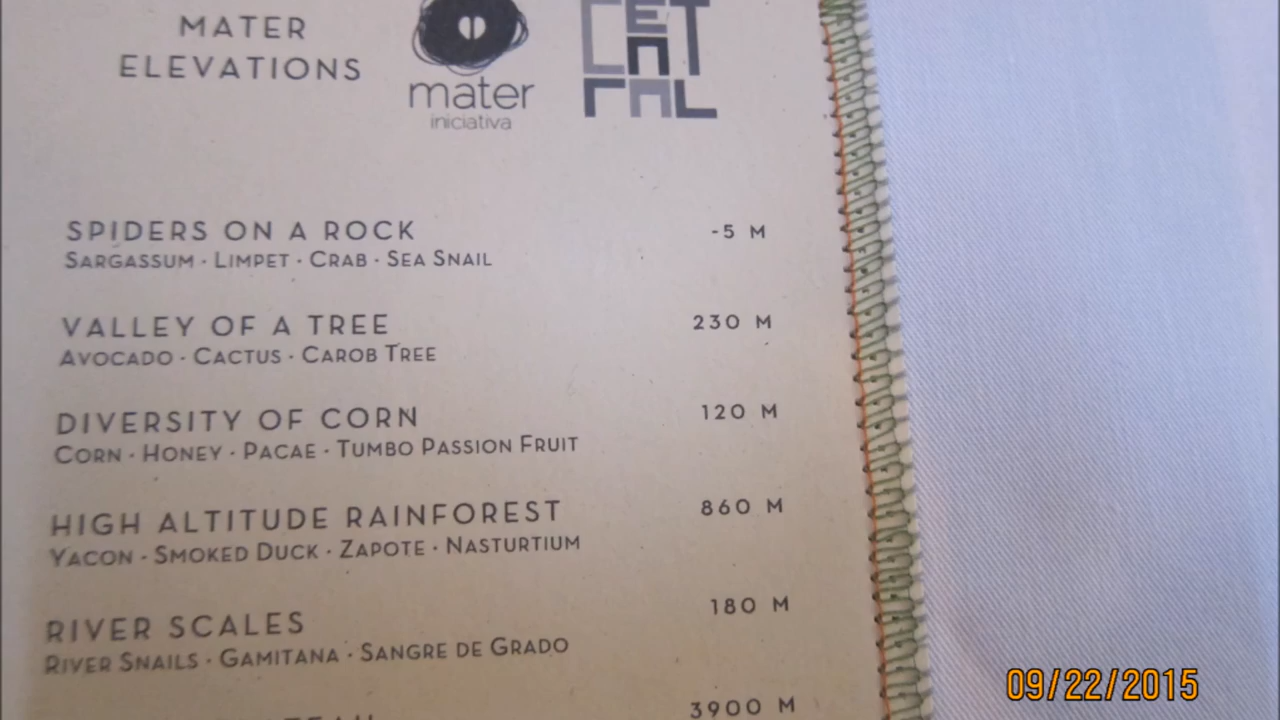 MATER
ELEVATIONS
mater
iniciativa
CENTRAL
SPIDERS ON A ROCK -5 M
SARGASSUM · LIMPET · CRAB · SEA SNAIL
VALLEY OF A TREE 230 M
AVOCADO · CACTUS · CAROB TREE
DIVERSITY OF CORN 120 M
CORN · HONEY · PACAE · TUMBO PASSION FRUIT
HIGH ALTITUDE RAINFOREST 860 M
YACON · SMOKED DUCK · ZAPOTE · NASTURTIUM
RIVER SCALES 180 M
RIVER SNAILS · GAMITANA · SANGRE DE GRADO
3900 M
09/22/2015